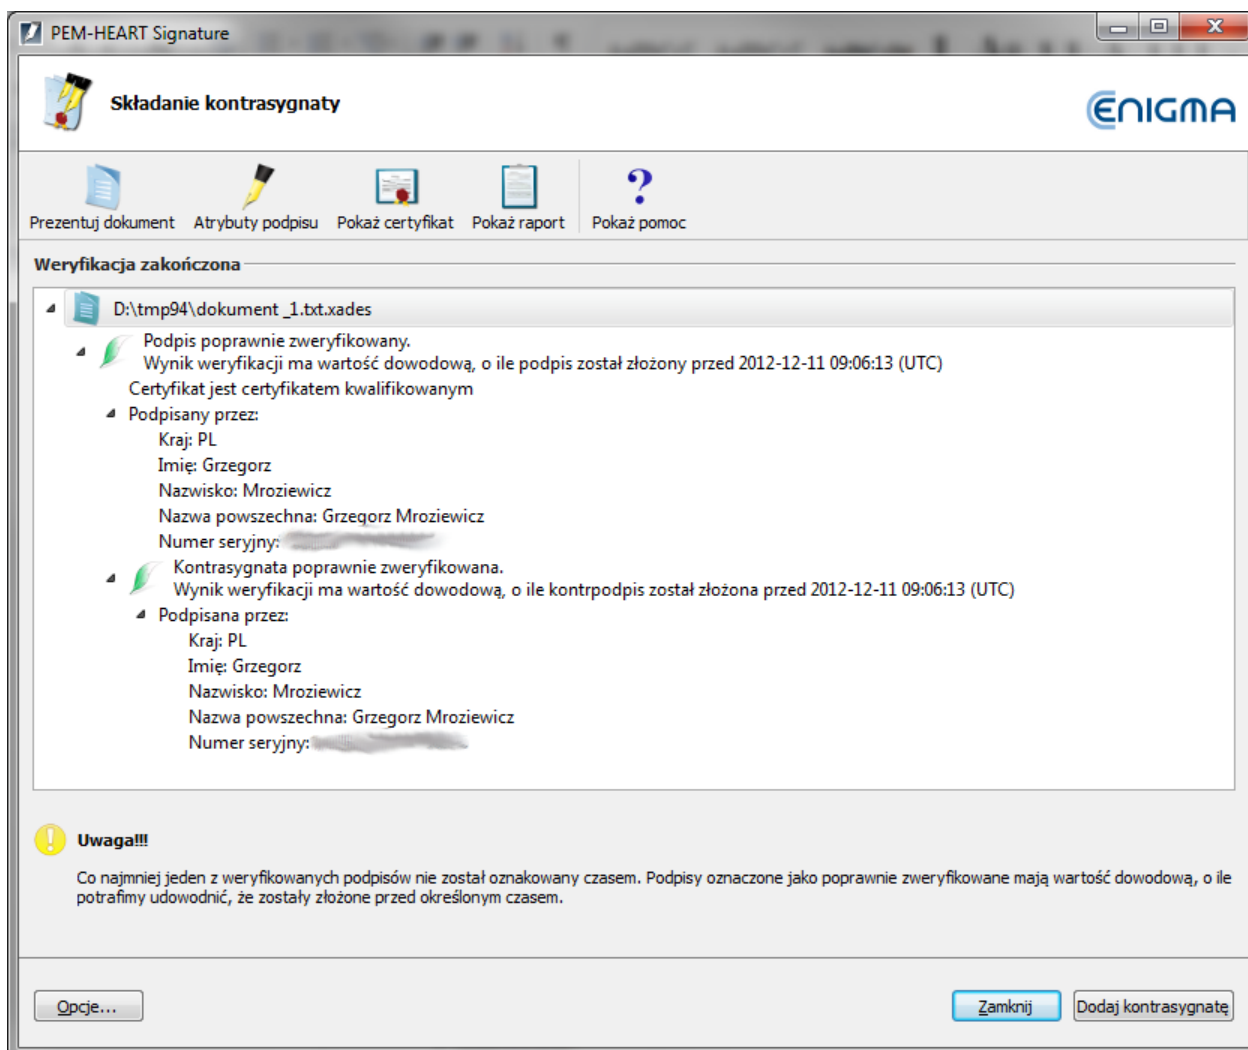 PEM-HEART Signature
Składanie kontrasygnaty
ENIGMA
Prezentuj dokument
Atrybuty podpisu
Pokaż certyfikat
Pokaż raport
Pokaż pomoc
Weryfikacja zakończona
D:\tmp94\dokument _1.txt.xades
Podpis poprawnie zweryfikowany.
Wynik weryfikacji ma wartość dowodową, o ile podpis został złożony przed 2012-12-11 09:06:13 (UTC)
Certyfikat jest certyfikatem kwalifikowanym
Podpisany przez:
Kraj: PL
Imię: Grzegorz
Nazwisko: Mroziewicz
Nazwa powszechna: Grzegorz Mroziewicz
Numer seryjny:
Kontrasygnata poprawnie zweryfikowana.
Wynik weryfikacji ma wartość dowodową, o ile kontrpodpis został złożona przed 2012-12-11 09:06:13 (UTC)
Podpisana przez:
Kraj: PL
Imię: Grzegorz
Nazwisko: Mroziewicz
Nazwa powszechna: Grzegorz Mroziewicz
Numer seryjny:
Uwaga!!!
Co najmniej jeden z weryfikowanych podpisów nie został oznakowany czasem. Podpisy oznaczone jako poprawnie zweryfikowane mają wartość dowodową, o ile
potrafimy udowodnić, że zostały złożone przed określonym czasem.
Opcje...
Zamknij
Dodaj kontrasygnatę